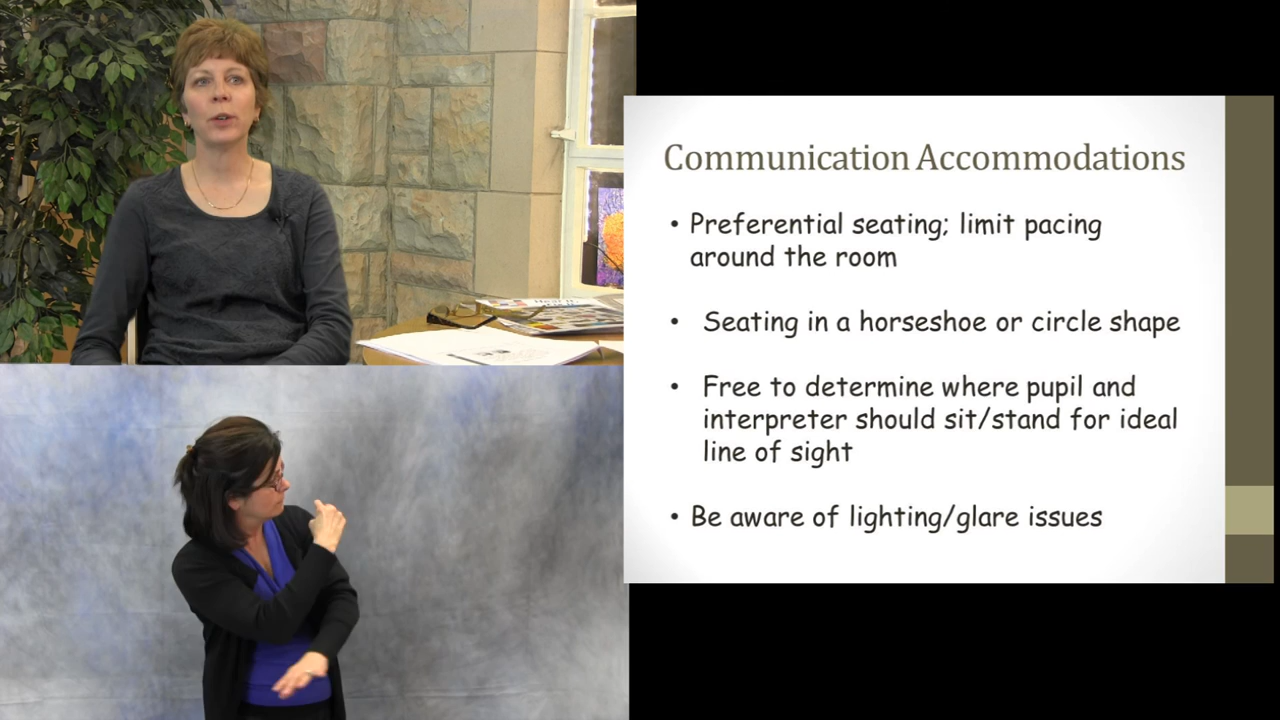 Communication Accommodations
• Preferential seating; limit pacing
around the room
• Seating in a horseshoe or circle shape
• Free to determine where pupil and
interpreter should sit/stand for ideal
line of sight
• Be aware of lighting/glare issues